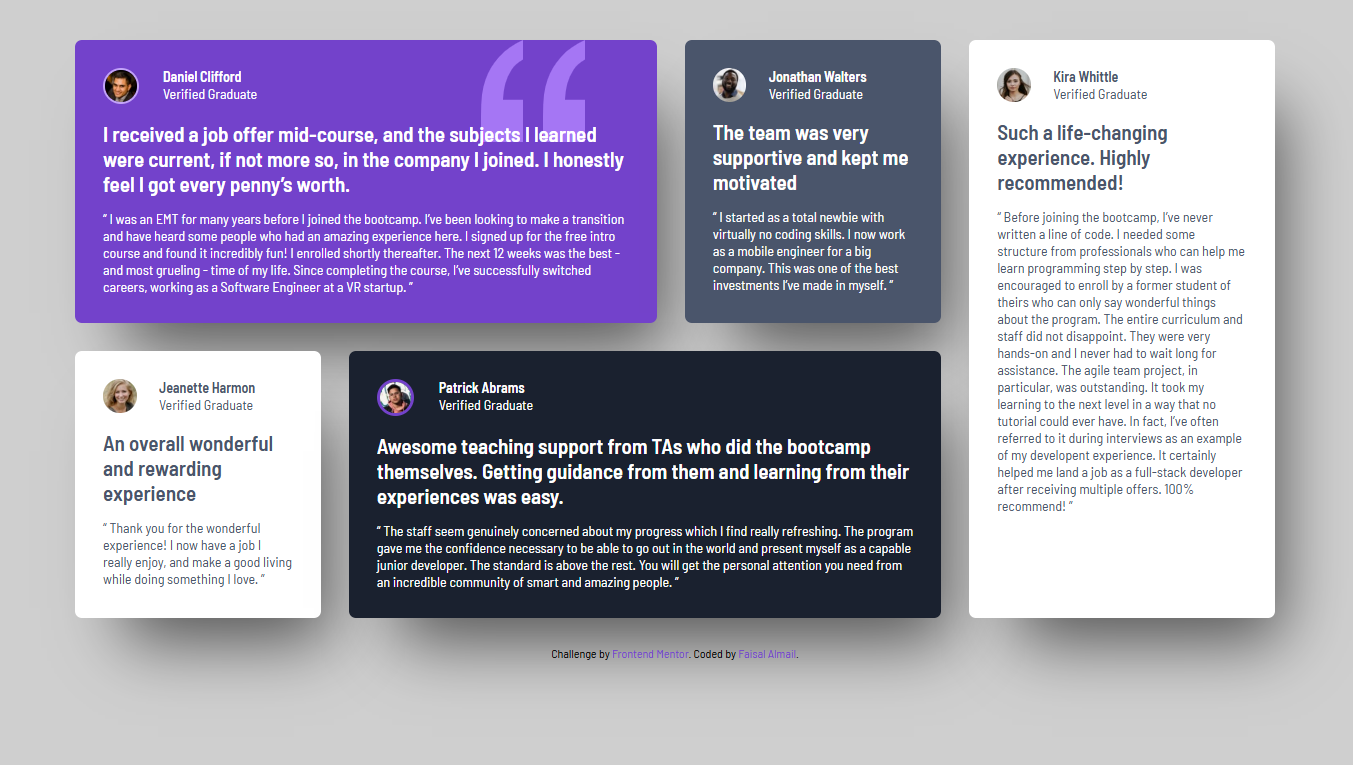 Daniel Clifford
Verified Graduate
I received a job offer mid-course, and the subjects I learned
were current, if not more so, in the company I joined. I honestly
feel I got every penny’s worth.
“ I was an EMT for many years before I joined the bootcamp. I’ve been looking to make a transition
and have heard some people who had an amazing experience here. I signed up for the free intro
course and found it incredibly fun! I enrolled shortly thereafter. The next 12 weeks was the best -
and most grueling - time of my life. Since completing the course, I’ve successfully switched
careers, working as a Software Engineer at a VR startup. ”
Jonathan Walters
Verified Graduate
The team was very
supportive and kept me
motivated
“ I started as a total newbie with
virtually no coding skills. I now work
as a mobile engineer for a big
company. This was one of the best
investments I’ve made in myself. ”
Kira Whittle
Verified Graduate
Such a life-changing
experience. Highly
recommended!
“ Before joining the bootcamp, I’ve never
written a line of code. I needed some
structure from professionals who can help me
learn programming step by step. I was
encouraged to enroll by a former student of
theirs who can only say wonderful things
about the program. The entire curriculum and
staff did not disappoint. They were very
hands-on and I never had to wait long for
assistance. The agile team project, in
particular, was outstanding. It took my
learning to the next level in a way that no
tutorial could ever have. In fact, I’ve often
referred to it during interviews as an example
of my developent experience. It certainly
helped me land a job as a full-stack developer
after receiving multiple offers. 100%
recommend! ”
Jeanette Harmon
Verified Graduate
An overall wonderful
and rewarding
experience
“ Thank you for the wonderful
experience! I now have a job I
really enjoy, and make a good living
while doing something I love. ”
Patrick Abrams
Verified Graduate
Awesome teaching support from TAs who did the bootcamp
themselves. Getting guidance from them and learning from their
experiences was easy.
“ The staff seem genuinely concerned about my progress which I find really refreshing. The program
gave me the confidence necessary to be able to go out in the world and present myself as a capable
junior developer. The standard is above the rest. You will get the personal attention you need from
an incredible community of smart and amazing people. ”
Challenge by Frontend Mentor. Coded by Faisal Almail.